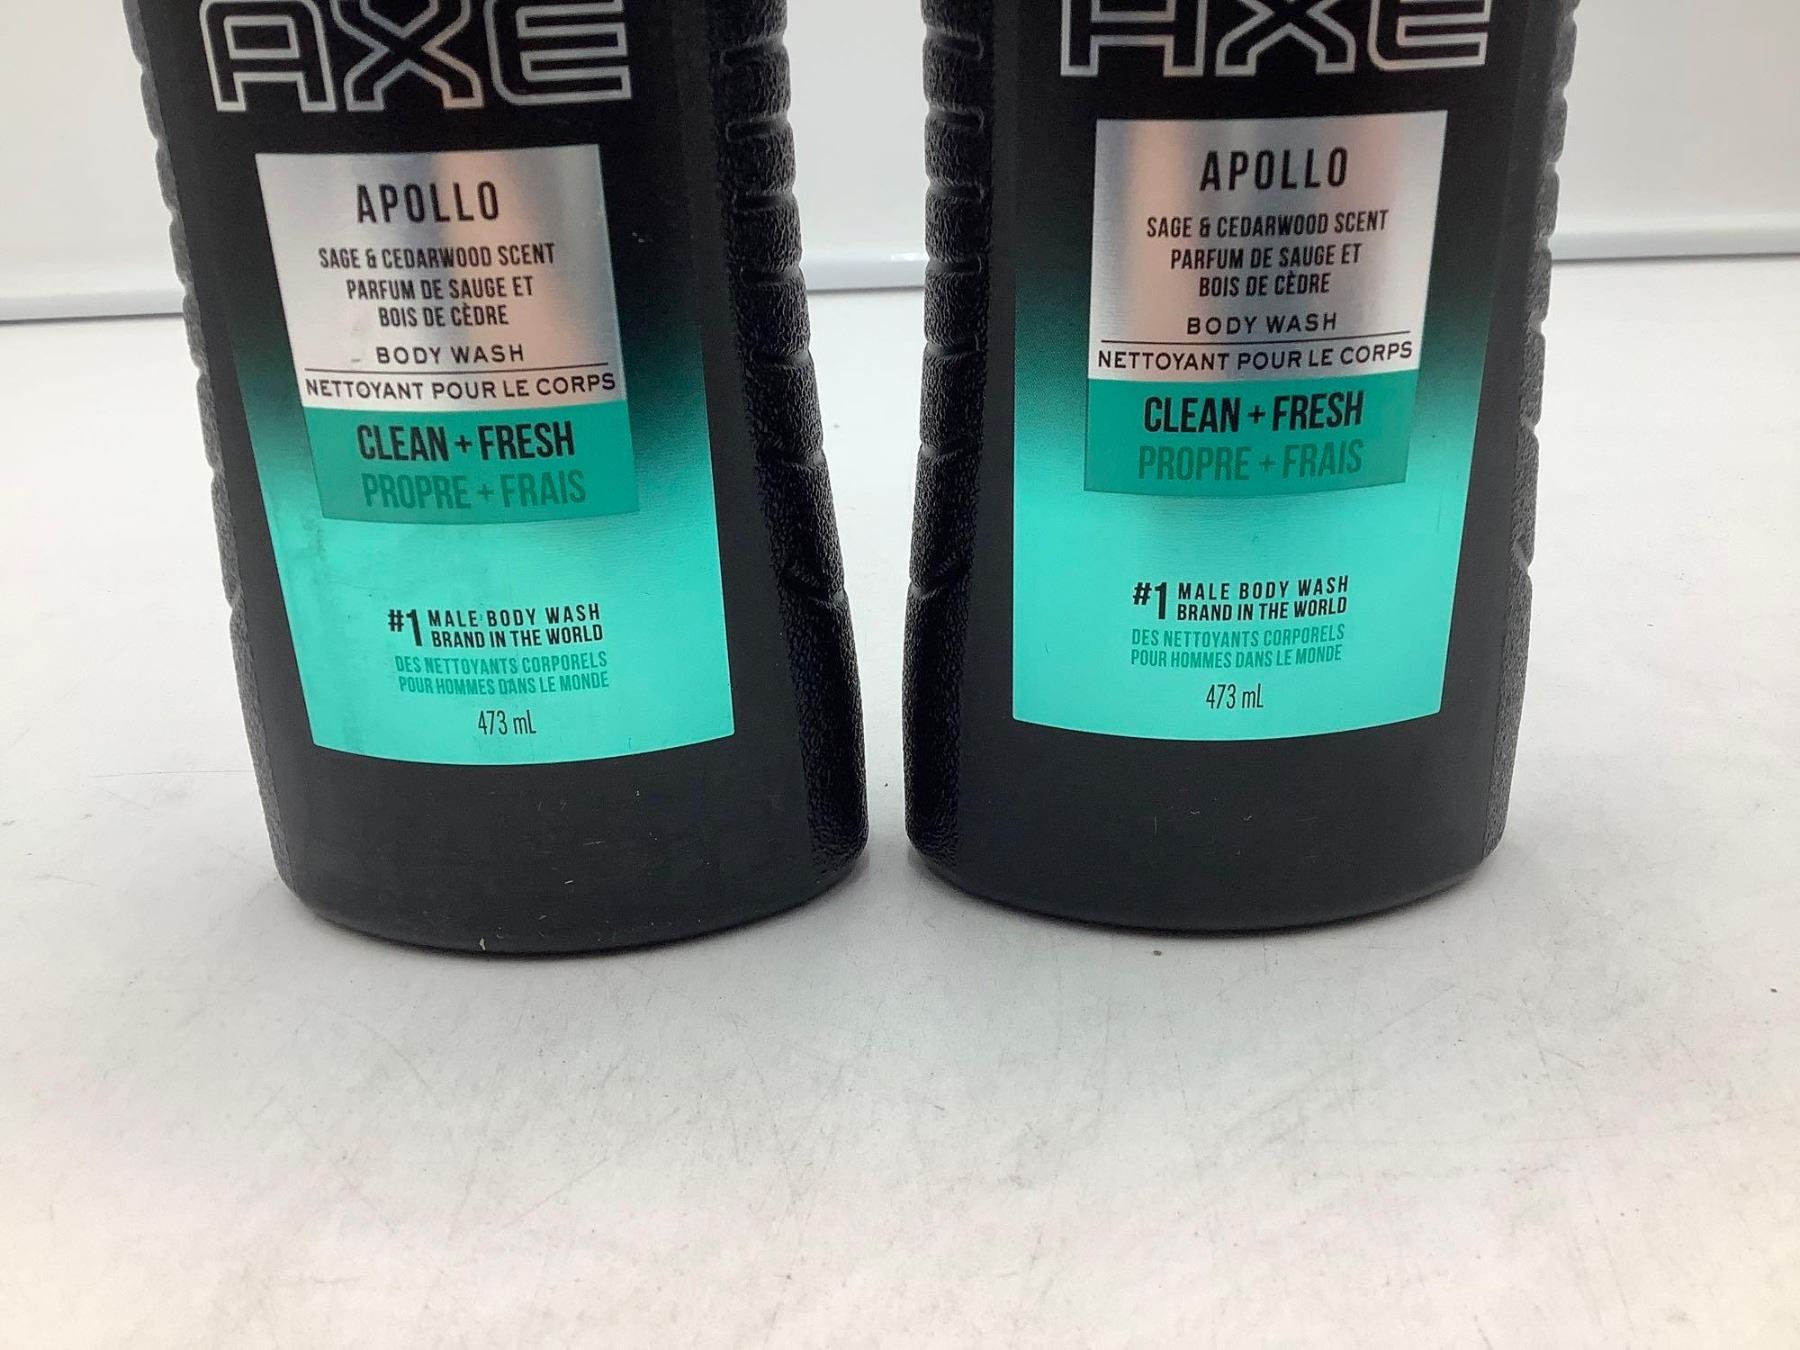 AXE
APOLLO
SAGE & CEDARWOOD SCENT
PARFUM DE SAUGE ET
BOIS DE CÈDRE
BODY WASH
NETTOYANT POUR LE CORPS
CLEAN + FRESH
PROPRE + FRAIS
#1 MALE BODY WASH
BRAND IN THE WORLD
DES NETTOYANTS CORPORELS
POUR HOMMES DANS LE MONDE
473 mL
AXE
APOLLO
SAGE & CEDARWOOD SCENT
PARFUM DE SAUGE ET
BOIS DE CÈDRE
BODY WASH
NETTOYANT POUR LE CORPS
CLEAN + FRESH
PROPRE + FRAIS
#1 MALE BODY WASH
BRAND IN THE WORLD
DES NETTOYANTS CORPORELS
POUR HOMMES DANS LE MONDE
473 mL